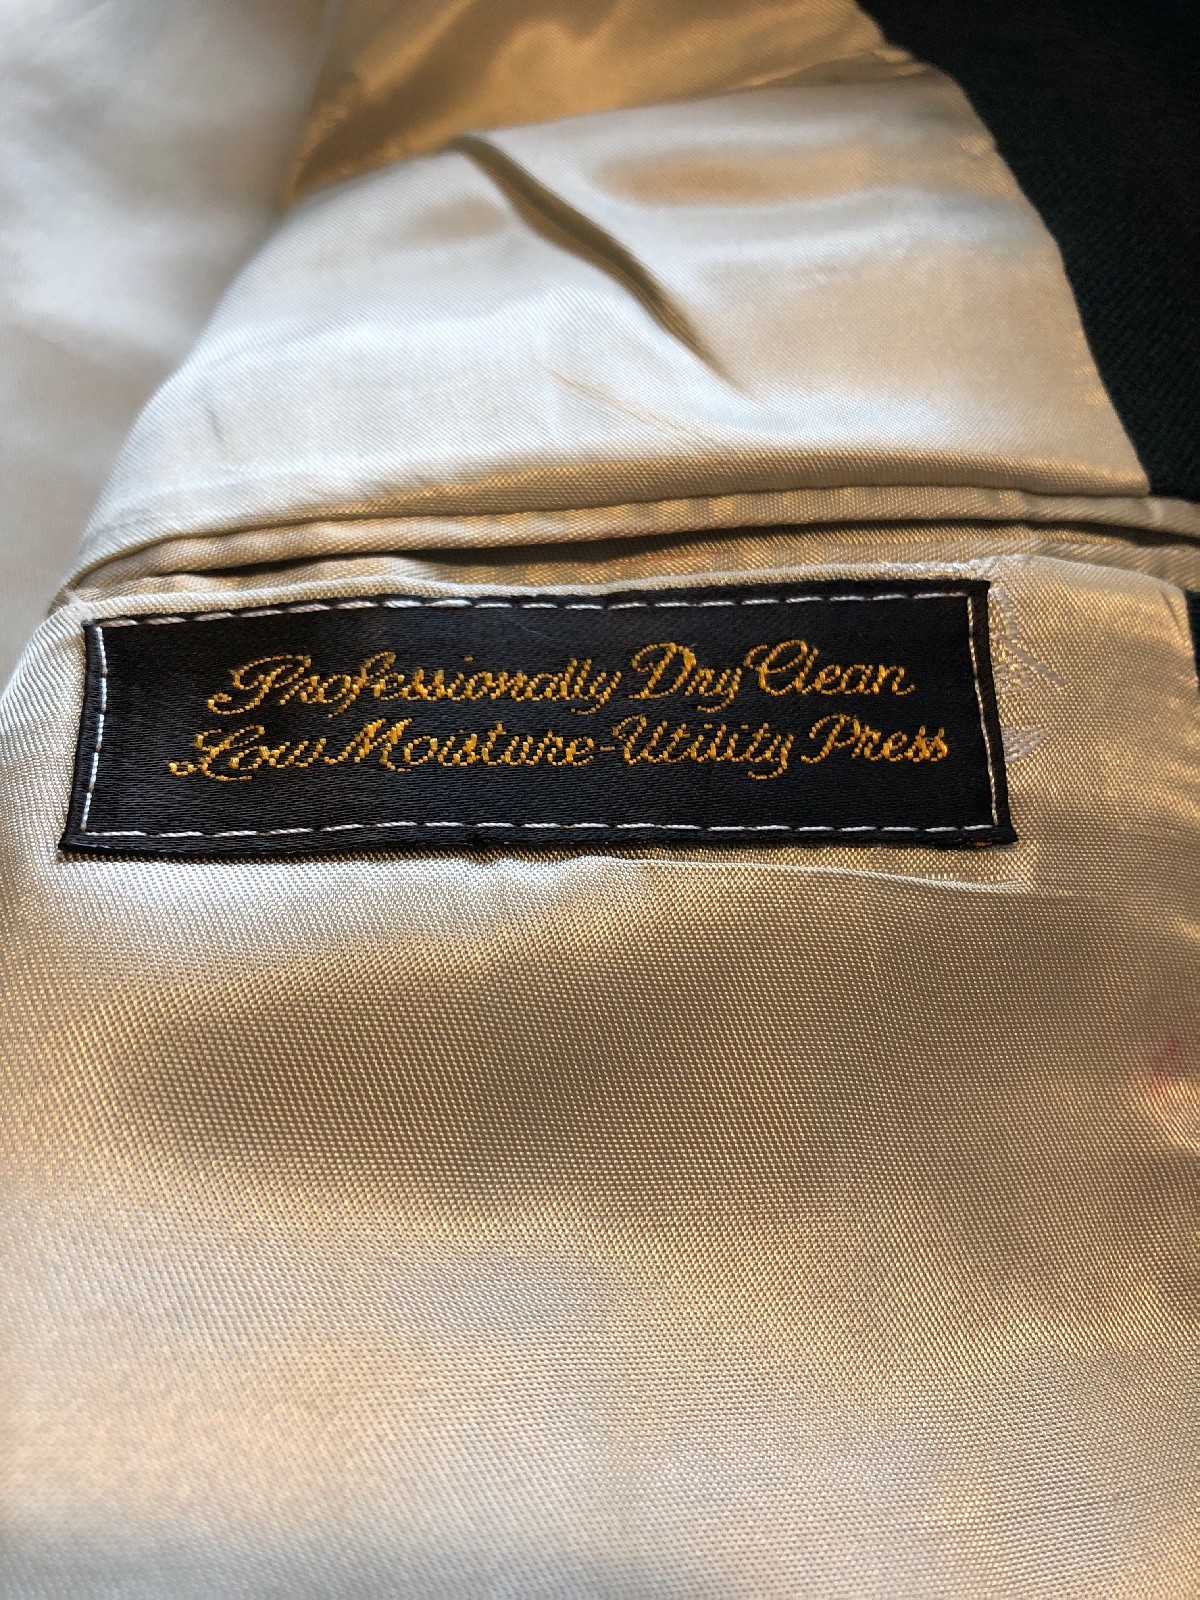 Professionally Dry Clean
Low Moisture-Utility Press